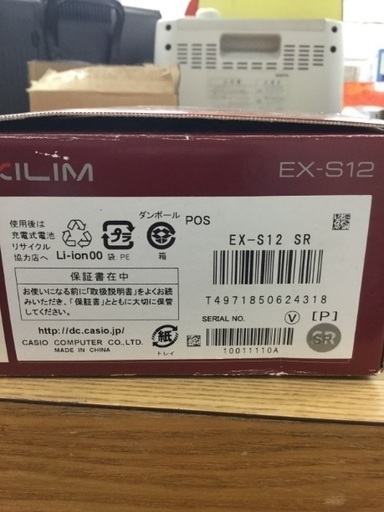 XILIM
EX-S12
使用後は
充電式電池
リサイクル
協力店へ
Li-ion00
プラ
袋 PE
ダンボール
箱
POS
EX-S12 SR
T4971850624318
保証書在中
お使いになる前に「取扱説明書」をよくお
読みいただき、「保証書」とともに大切に保管
してください。
http://dc.casio.jp/
CASIO COMPUTER CO.,LTD.
MADE IN CHINA
紙
トレイ
SERIAL NO.
V
[P]
10011110A
SR